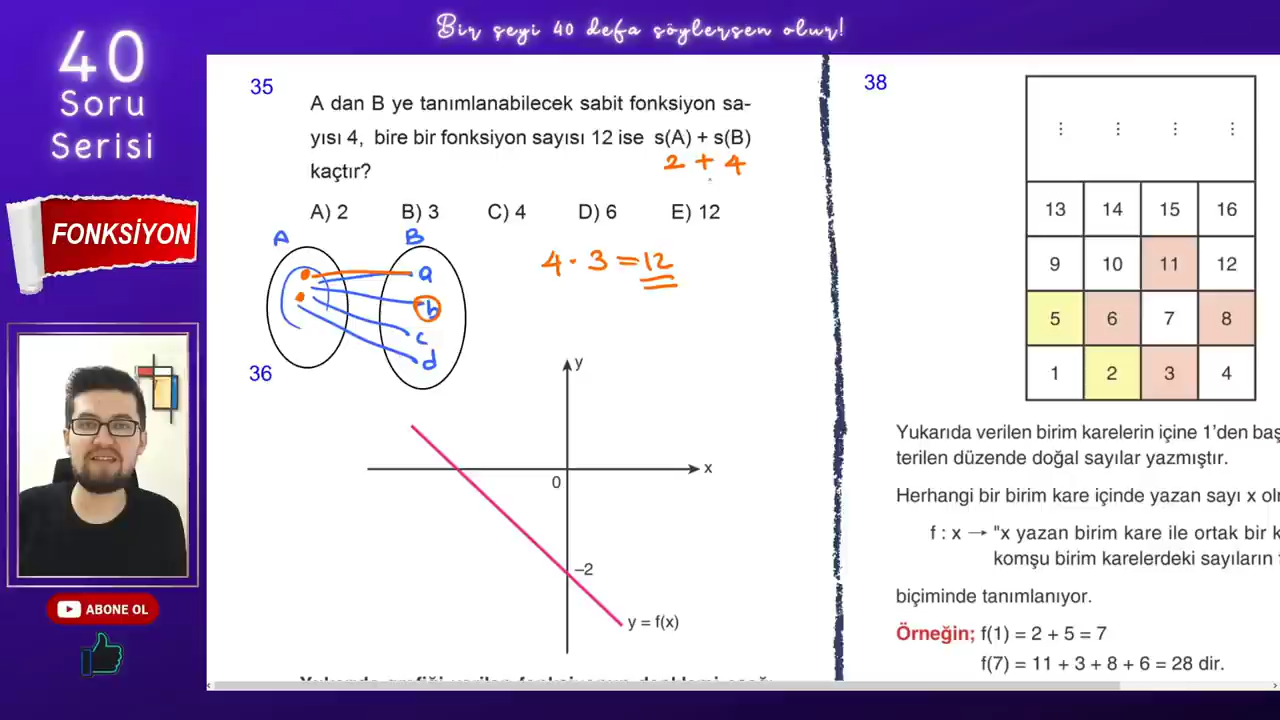 Bir şeyi 40 defa söylersen olur!
40
Soru
Serisi
FONKSİYON
ABONE OL
35
A dan B ye tanımlanabilecek sabit fonksiyon sa-
yısı 4, bire bir fonksiyon sayısı 12 ise s(A) + s(B)
kaçtır?
2 + 4
A) 2 B) 3 C) 4 D) 6 E) 12
A B
a
b
c
d
4 · 3 = 12
36
y
x
0
–2
y = f(x)
38
⋮ ⋮ ⋮ ⋮
13 14 15 16
9 10 11 12
5 6 7 8
1 2 3 4
Yukarıda verilen birim karelerin içine 1'den baş
terilen düzende doğal sayılar yazmıştır.
Herhangi bir birim kare içinde yazan sayı x olm
f : x → "x yazan birim kare ile ortak bir k
komşu birim karelerdeki sayıların
biçiminde tanımlanıyor.
Örneğin; f(1) = 2 + 5 = 7
f(7) = 11 + 3 + 8 + 6 = 28 dir.